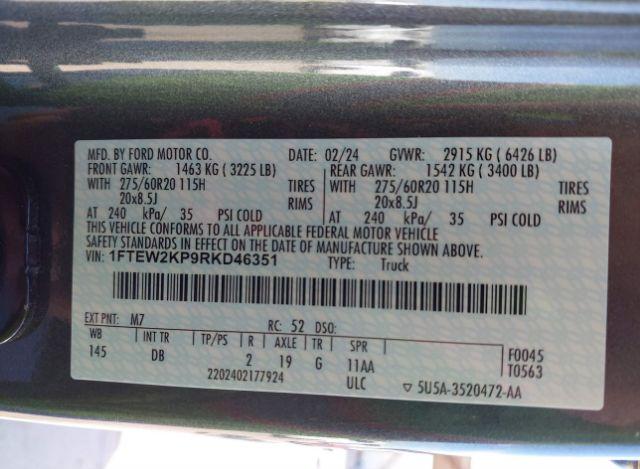 MFD. BY FORD MOTOR CO. DATE: 02/24 GVWR: 2915 KG ( 6426 LB)
FRONT GAWR: 1463 KG ( 3225 LB) REAR GAWR: 1542 KG ( 3400 LB)
WITH 275/60R20 115H TIRES WITH 275/60R20 115H TIRES
20x8.5J RIMS 20x8.5J RIMS
AT 240 kPa/ 35 PSI COLD AT 240 kPa/ 35 PSI COLD
THIS VEHICLE CONFORMS TO ALL APPLICABLE FEDERAL MOTOR VEHICLE
SAFETY STANDARDS IN EFFECT ON THE DATE OF MANUFACTURE SHOWN ABOVE.
VIN: 1FTEW2KP9RKD46351 TYPE: Truck
EXT PNT: M7 RC: 52 DSO:
WB INT TR TP/PS R AXLE TR SPR F0045
145 DB 2 19 G 11AA T0563
2202402177924 ULC ▽ 5U5A-3520472-AA